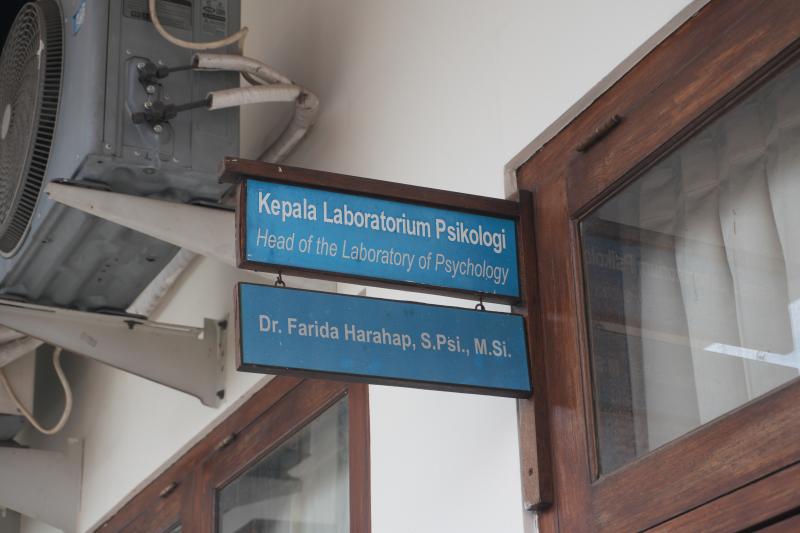 Kepala Laboratorium Psikologi
Head of the Laboratory of Psychology
Dr. Farida Harahap, S.Psi., M.Si.